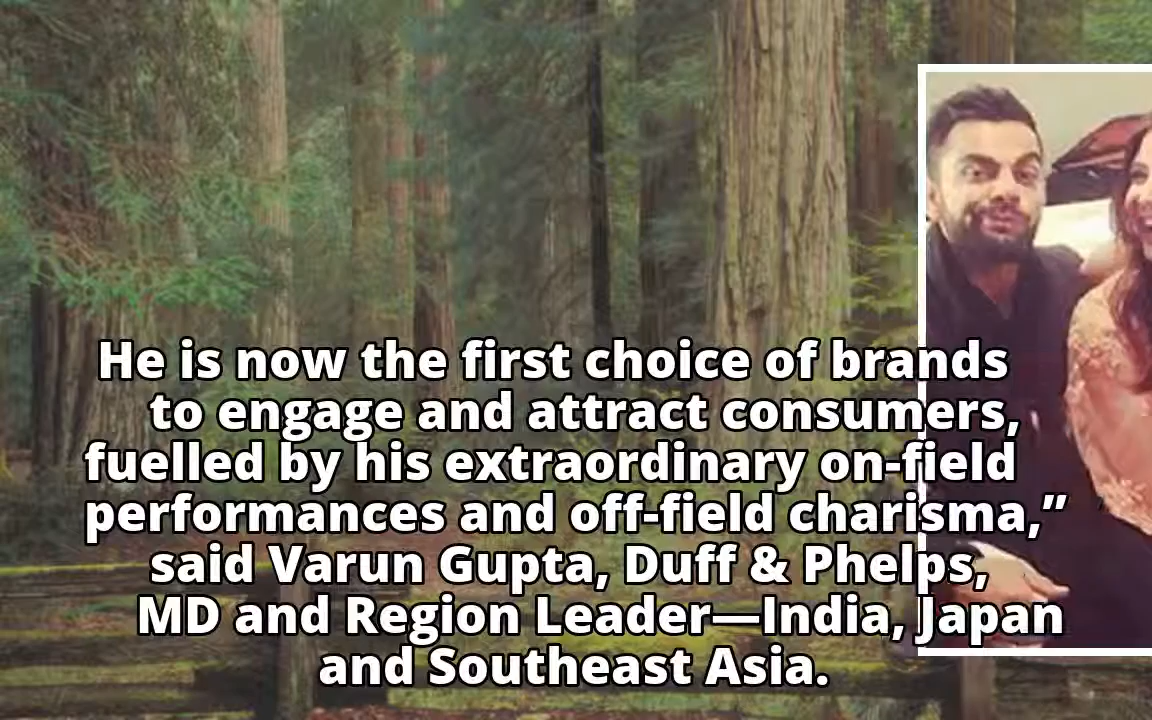 He is now the first choice of brands
to engage and attract consumers,
fuelled by his extraordinary on-field
performances and off-field charisma,”
said Varun Gupta, Duff & Phelps,
MD and Region Leader—India, Japan
and Southeast Asia.